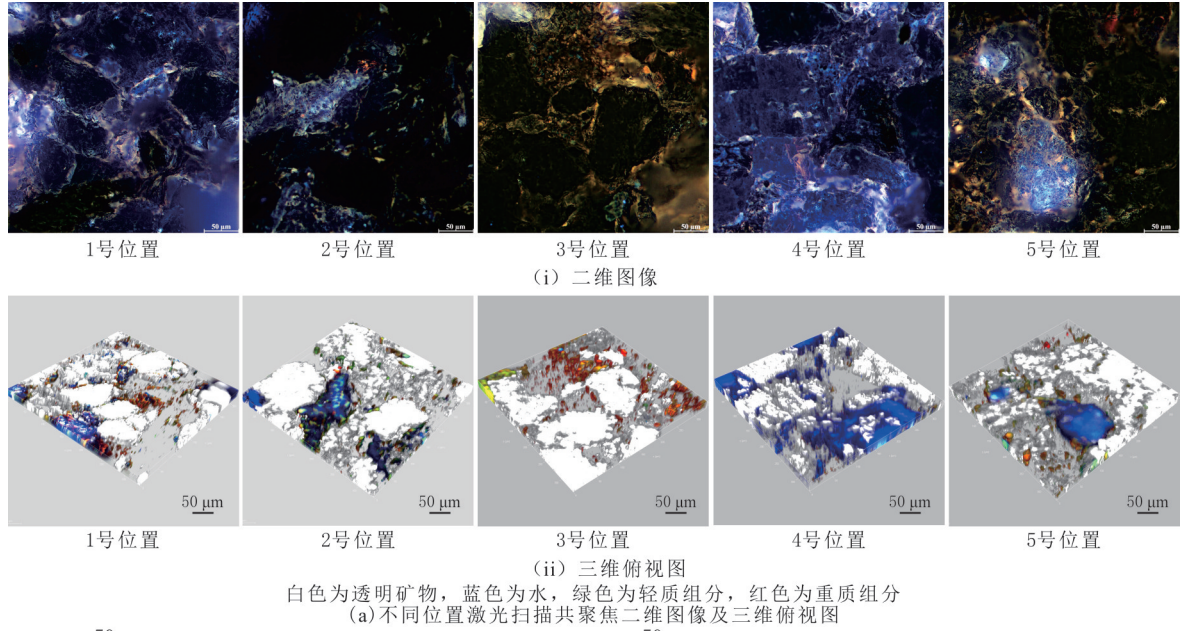 50 μm 50 μm 50 μm 50 μm 50 μm
1号位置 2号位置 3号位置 4号位置 5号位置
(i) 二维图像
50 μm 50 μm 50 μm 50 μm 50 μm
1号位置 2号位置 3号位置 4号位置 5号位置
(ii) 三维俯视图
白色为透明矿物，蓝色为水，绿色为轻质组分，红色为重质组分
(a)不同位置激光扫描共聚焦二维图像及三维俯视图